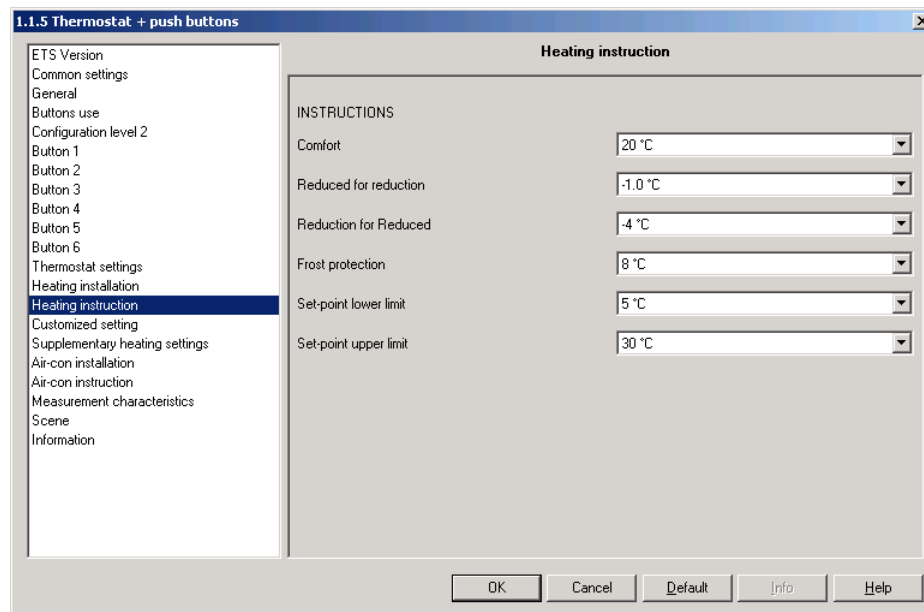 1.1.5 Thermostat + push buttons
ETS Version
Common settings
General
Buttons use
Configuration level 2
Button 1
Button 2
Button 3
Button 4
Button 5
Button 6
Thermostat settings
Heating installation
Heating instruction
Customized setting
Supplementary heating settings
Air-con installation
Air-con instruction
Measurement characteristics
Scene
Information
Heating instruction
INSTRUCTIONS
Comfort 20 °C
Reduced for reduction -1.0 °C
Reduction for Reduced -4 °C
Frost protection 8 °C
Set-point lower limit 5 °C
Set-point upper limit 30 °C
OK Cancel Default Info Help